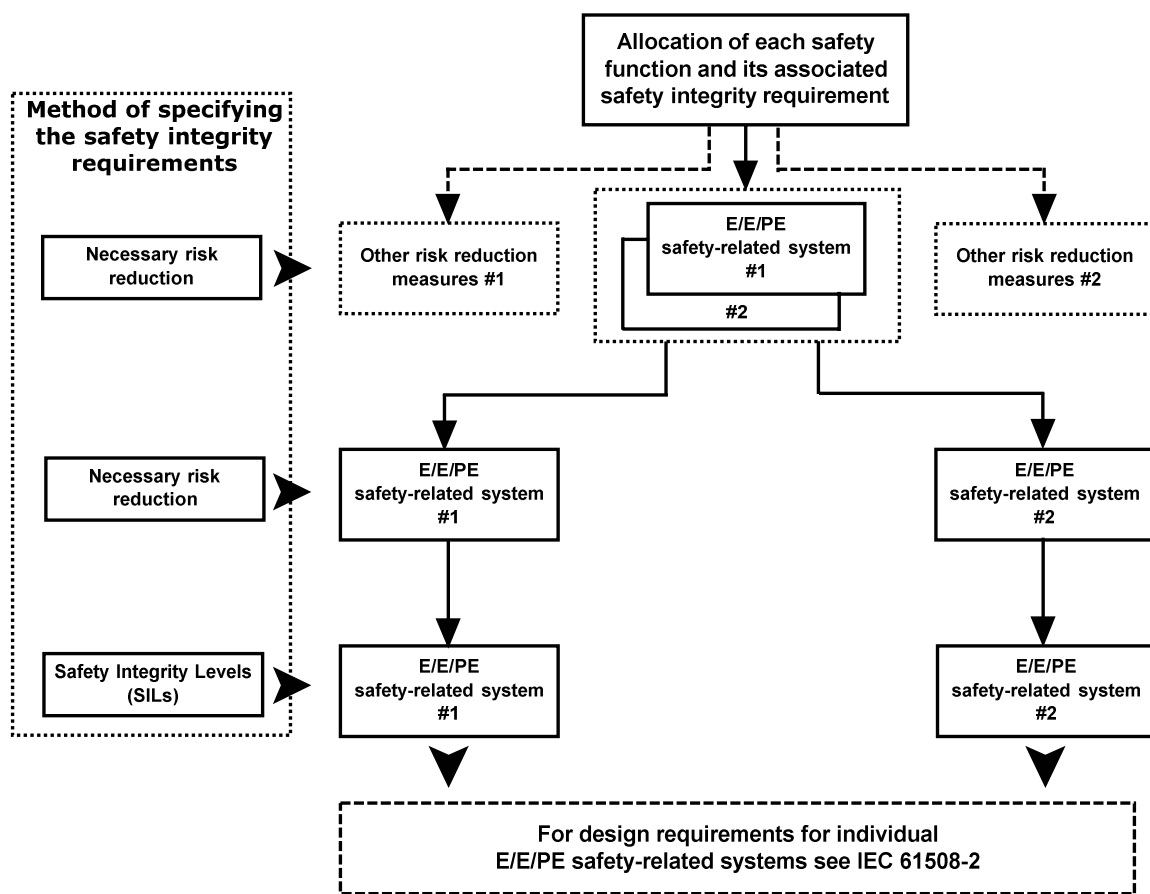 Allocation of each safety
function and its associated
safety integrity requirement
Method of specifying
the safety integrity
requirements
Necessary risk
reduction
Other risk reduction
measures #1
E/E/PE
safety-related system
#1
#2
Other risk reduction
measures #2
Necessary risk
reduction
E/E/PE
safety-related system
#1
E/E/PE
safety-related system
#2
Safety Integrity Levels
(SILs)
E/E/PE
safety-related system
#1
E/E/PE
safety-related system
#2
For design requirements for individual
E/E/PE safety-related systems see IEC 61508-2